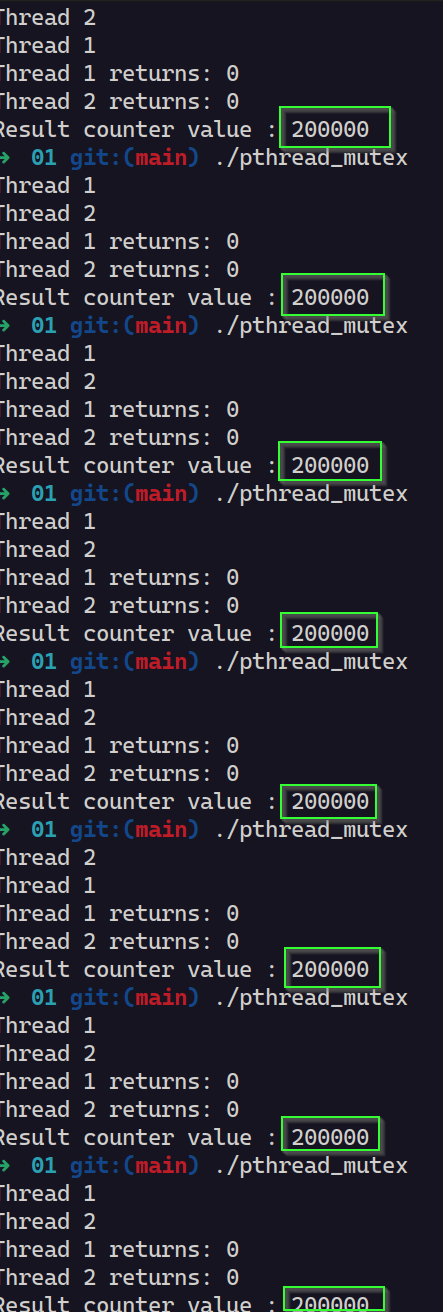 Thread 2
Thread 1
Thread 1 returns: 0
Thread 2 returns: 0
Result counter value : 200000
→ 01 git:(main) ./pthread_mutex
Thread 1
Thread 2
Thread 1 returns: 0
Thread 2 returns: 0
Result counter value : 200000
→ 01 git:(main) ./pthread_mutex
Thread 1
Thread 2
Thread 1 returns: 0
Thread 2 returns: 0
Result counter value : 200000
→ 01 git:(main) ./pthread_mutex
Thread 1
Thread 2
Thread 1 returns: 0
Thread 2 returns: 0
Result counter value : 200000
→ 01 git:(main) ./pthread_mutex
Thread 1
Thread 2
Thread 1 returns: 0
Thread 2 returns: 0
Result counter value : 200000
→ 01 git:(main) ./pthread_mutex
Thread 2
Thread 1
Thread 1 returns: 0
Thread 2 returns: 0
Result counter value : 200000
→ 01 git:(main) ./pthread_mutex
Thread 1
Thread 2
Thread 1 returns: 0
Thread 2 returns: 0
Result counter value : 200000
→ 01 git:(main) ./pthread_mutex
Thread 1
Thread 2
Thread 1 returns: 0
Thread 2 returns: 0
Result counter value : 200000